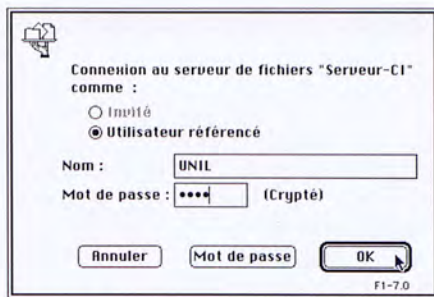 Connexion au serveur de fichiers "Serveur-CI"
comme :
Invité
Utilisateur référencé
Nom : UNIL
Mot de passe : •••• (Crypté)
Annuler Mot de passe OK
F1-7.0